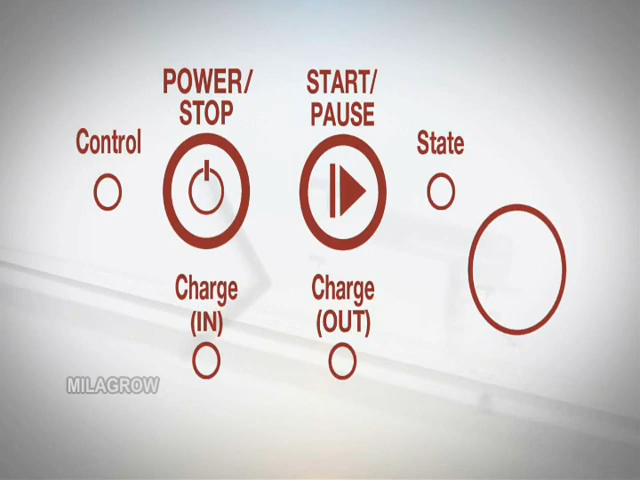 POWER/
STOP
START/
PAUSE
Control
State
Charge
(IN)
Charge
(OUT)
MILAGROW